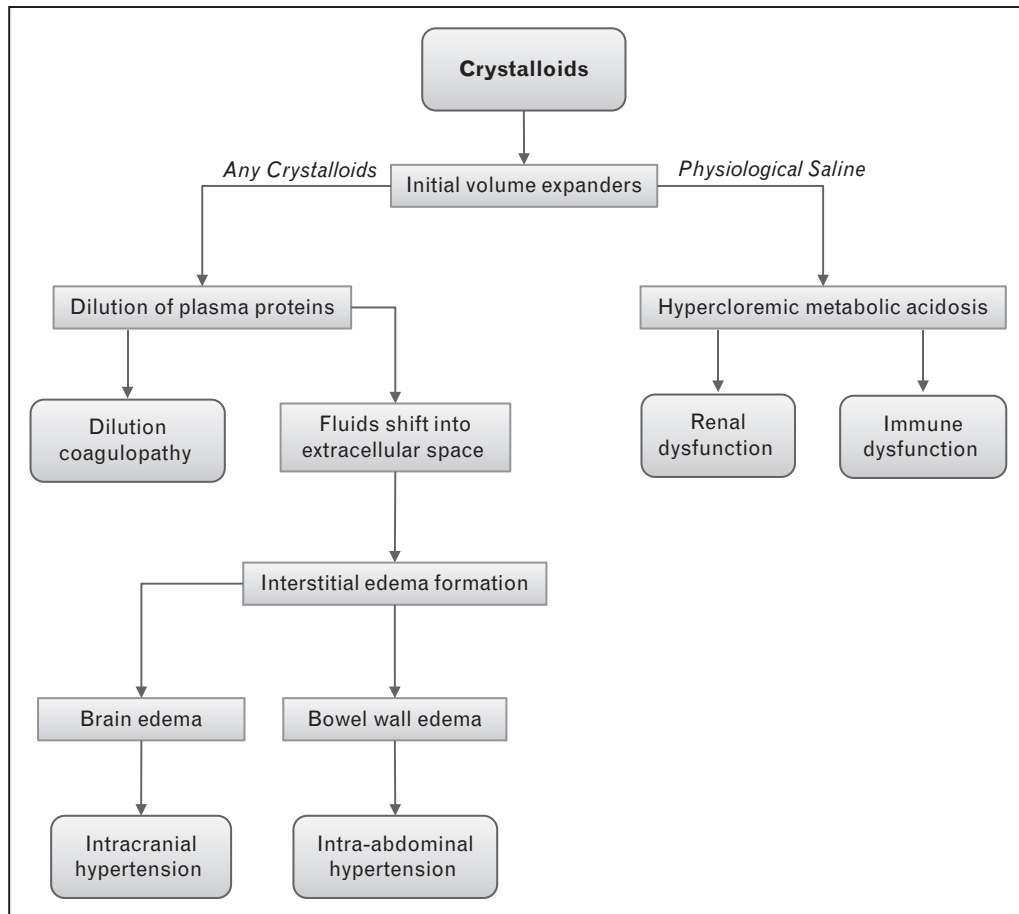 Crystalloids
Any Crystalloids
Initial volume expanders
Physiological Saline
Dilution of plasma proteins
Hypercloremic metabolic acidosis
Dilution
coagulopathy
Fluids shift into
extracellular space
Renal
dysfunction
Immune
dysfunction
Interstitial edema formation
Brain edema
Bowel wall edema
Intracranial
hypertension
Intra-abdominal
hypertension